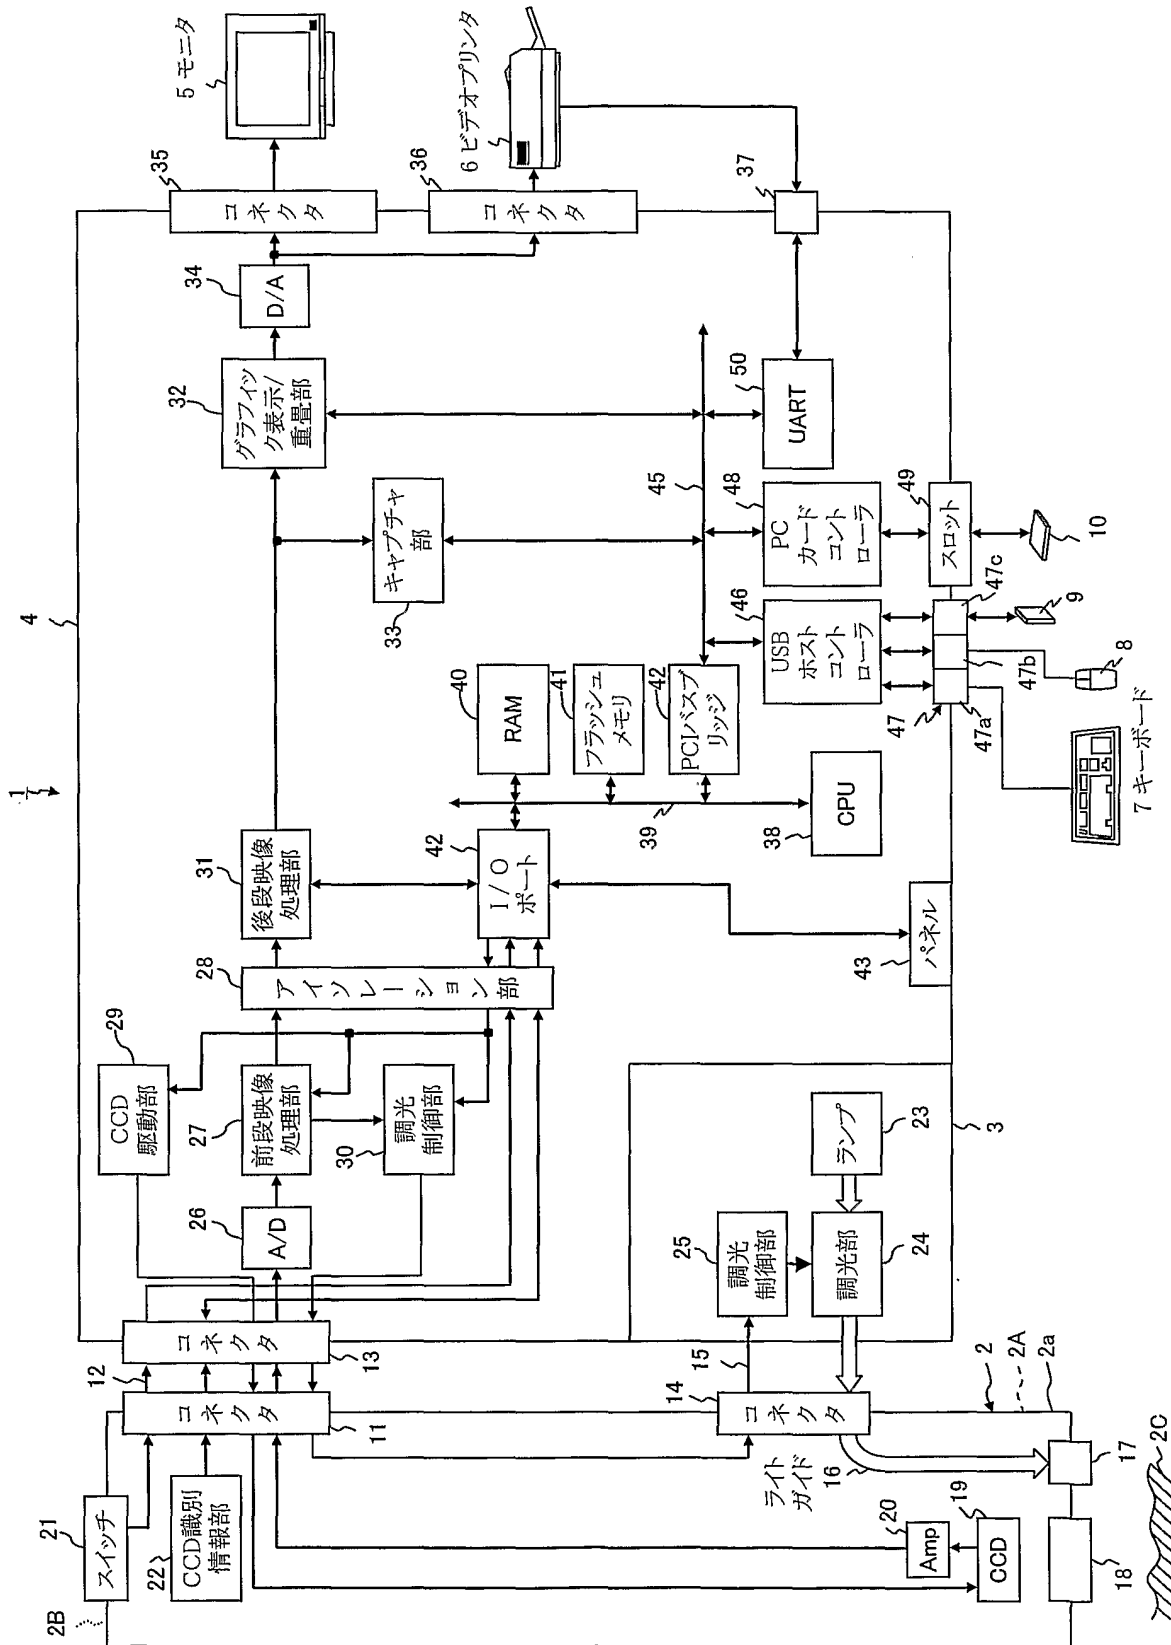 1
4
5 モニタ
35
コネクタ
36
コネクタ
6 ビデオプリンタ
37
34
D/A
32
グラフィッ
ク表示/
重畳部
キャプチャ
部
33
45
50
UART
48
PC
カード
コント
ローラ
49
スロット
10
46
USB
ホスト
コント
ローラ
47
47a
47b
47c
9
8
7 キーボード
40
RAM
41
フラッシュ
メモリ
42
PCIバスブ
リッジ
39
38
CPU
31
後段映像
処理部
42
I/O
ポート
43
パネル
28
アイソレーション
部
29
CCD
駆動部
27
前段映像
処理部
30
調光
制御部
26
A/D
23
ランプ
3
25
調光
制御部
24
調光部
12
コネクタ
13
コネクタ
11
15
14
コネクタ
2
2A
2a
ライト
ガイド
16
17
2C
21
スイッチ
22
CCD識別
情報部
2B
20
Amp
19
CCD
18